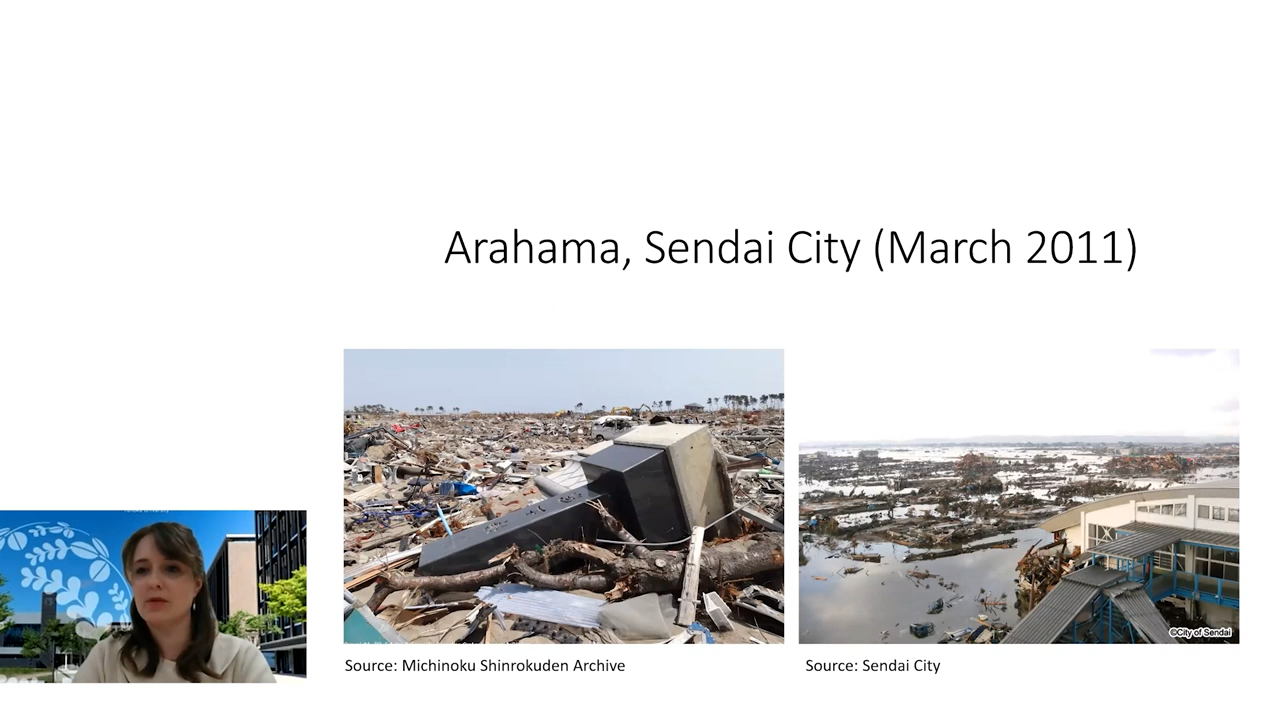 Arahama, Sendai City (March 2011)
©City of Sendai
Source: Michinoku Shinrokuden Archive
Source: Sendai City